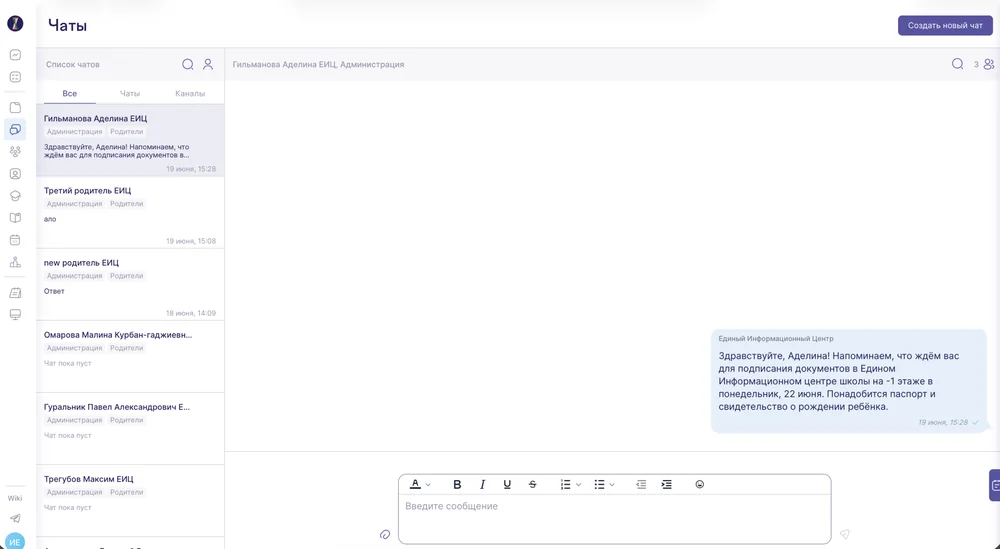 Чаты
Создать новый чат
Список чатов
Гильманова Аделина ЕИЦ, Администрация
3
Все
Чаты
Каналы
Гильманова Аделина ЕИЦ
Администрация
Родители
Здравствуйте, Аделина! Напоминаем, что
ждём вас для подписания документов в...
19 июня, 15:28
Третий родитель ЕИЦ
Администрация
Родители
ало
19 июня, 15:08
new родитель ЕИЦ
Администрация
Родители
Ответ
18 июня, 14:09
Омарова Малина Курбан-гаджиевн...
Администрация
Родители
Чат пока пуст
Гуральник Павел Александрович Е...
Администрация
Родители
Чат пока пуст
Трегубов Максим ЕИЦ
Администрация
Родители
Чат пока пуст
Единый Информационный Центр
Здравствуйте, Аделина! Напоминаем, что ждём вас
для подписания документов в Едином
Информационном центре школы на -1 этаже в
понедельник, 22 июня. Понадобится паспорт и
свидетельство о рождении ребёнка.
19 июня, 15:28
A
B
I
U
S
Введите сообщение
Wiki
ИЕ